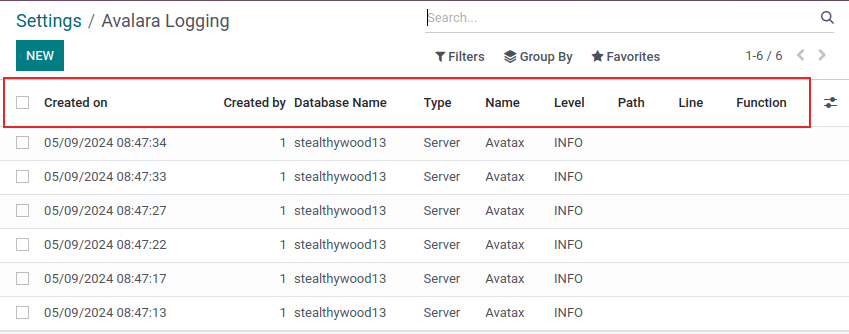 Settings / Avalara Logging
Search...
NEW
Filters Group By Favorites 1-6 / 6
Created on Created by Database Name Type Name Level Path Line Function
05/09/2024 08:47:34 1 stealthywood13 Server Avatax INFO
05/09/2024 08:47:33 1 stealthywood13 Server Avatax INFO
05/09/2024 08:47:27 1 stealthywood13 Server Avatax INFO
05/09/2024 08:47:22 1 stealthywood13 Server Avatax INFO
05/09/2024 08:47:17 1 stealthywood13 Server Avatax INFO
05/09/2024 08:47:13 1 stealthywood13 Server Avatax INFO